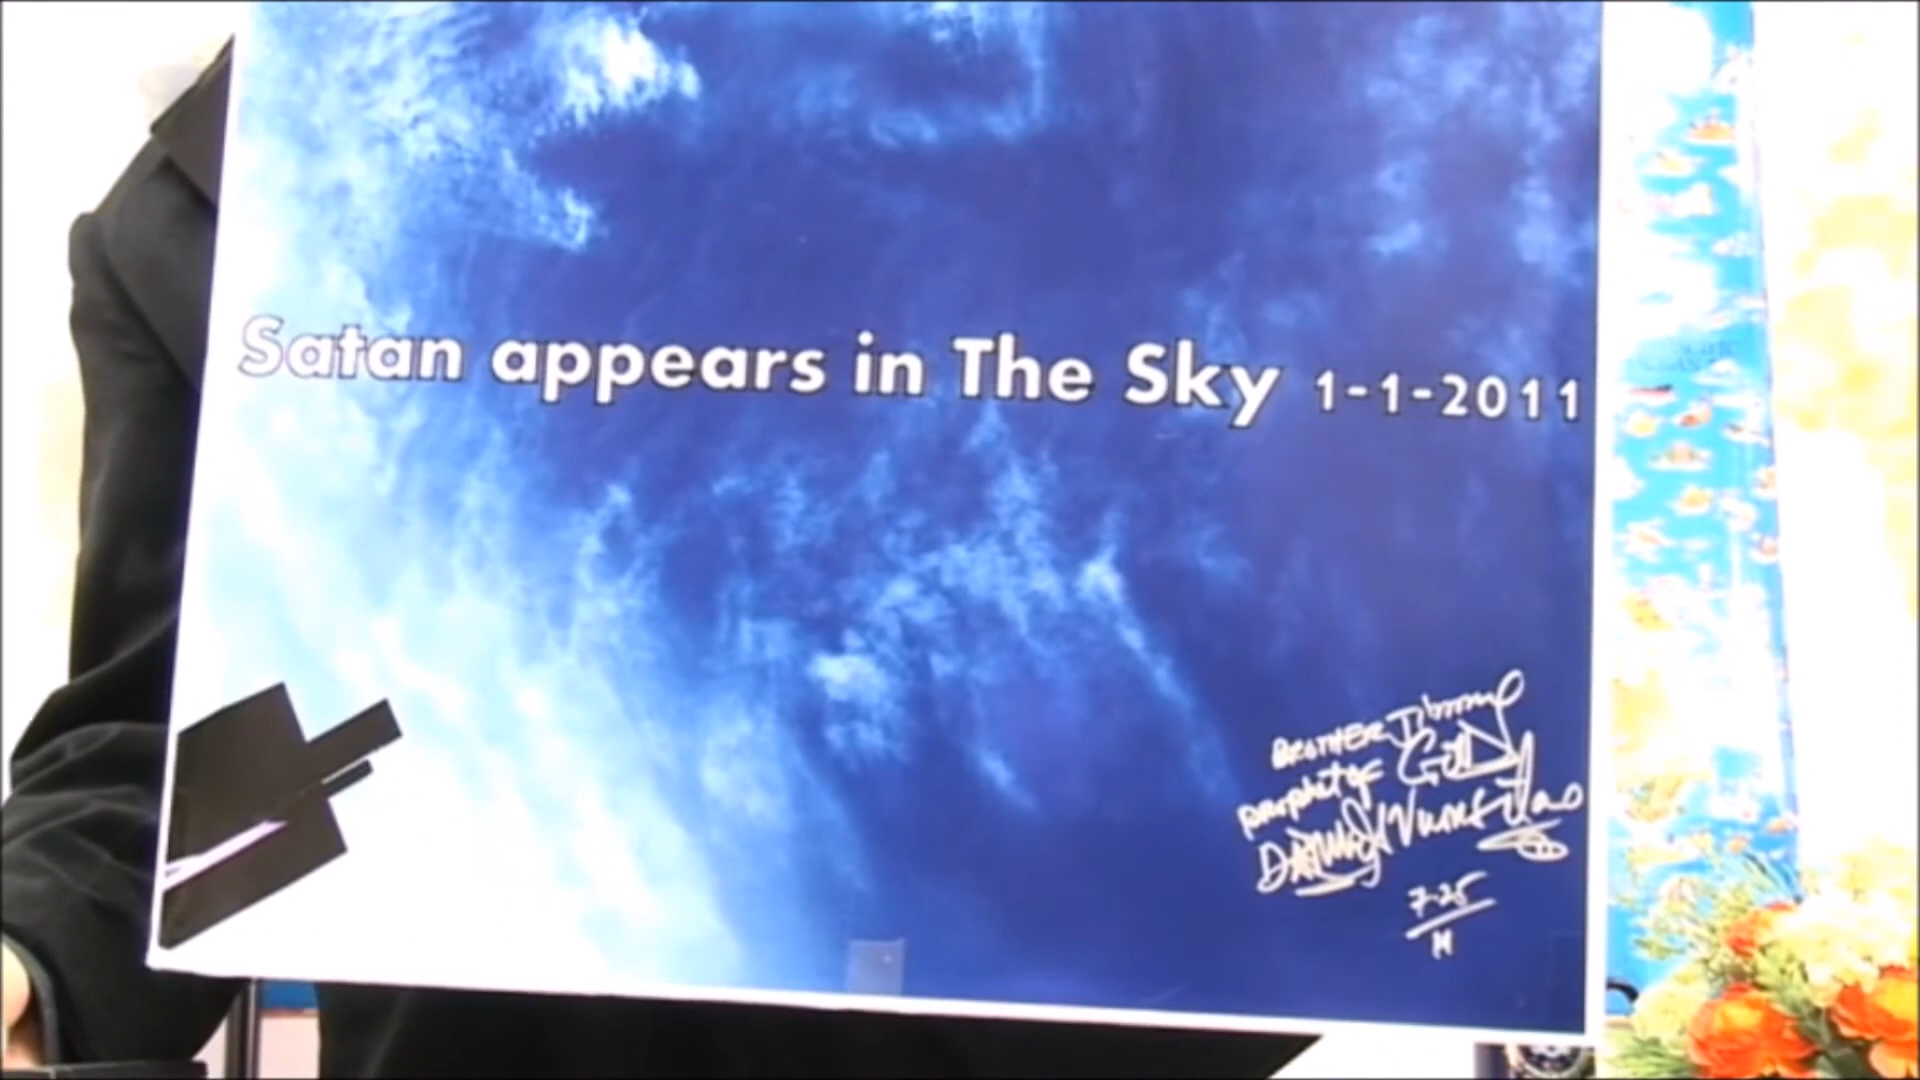 Satan appears in The Sky 1-1-2011
BROTHER
prophet of GOD
7-25